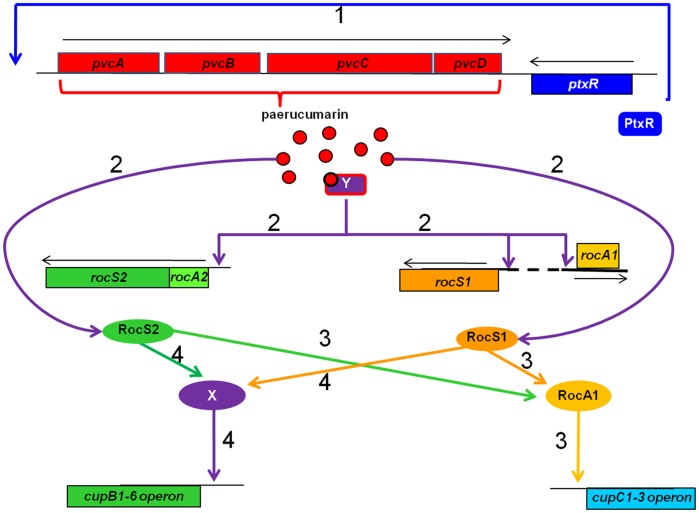 1
pvcA pvcB pvcC pvcD
ptxR
PtxR
paerucumarin
Y
2 2 2 2
rocA1
rocS2 rocA2
rocS1
RocS2 RocS1
3
4 4 3
X
RocA1
4 3
cupB1-6 operon
cupC1-3 operon